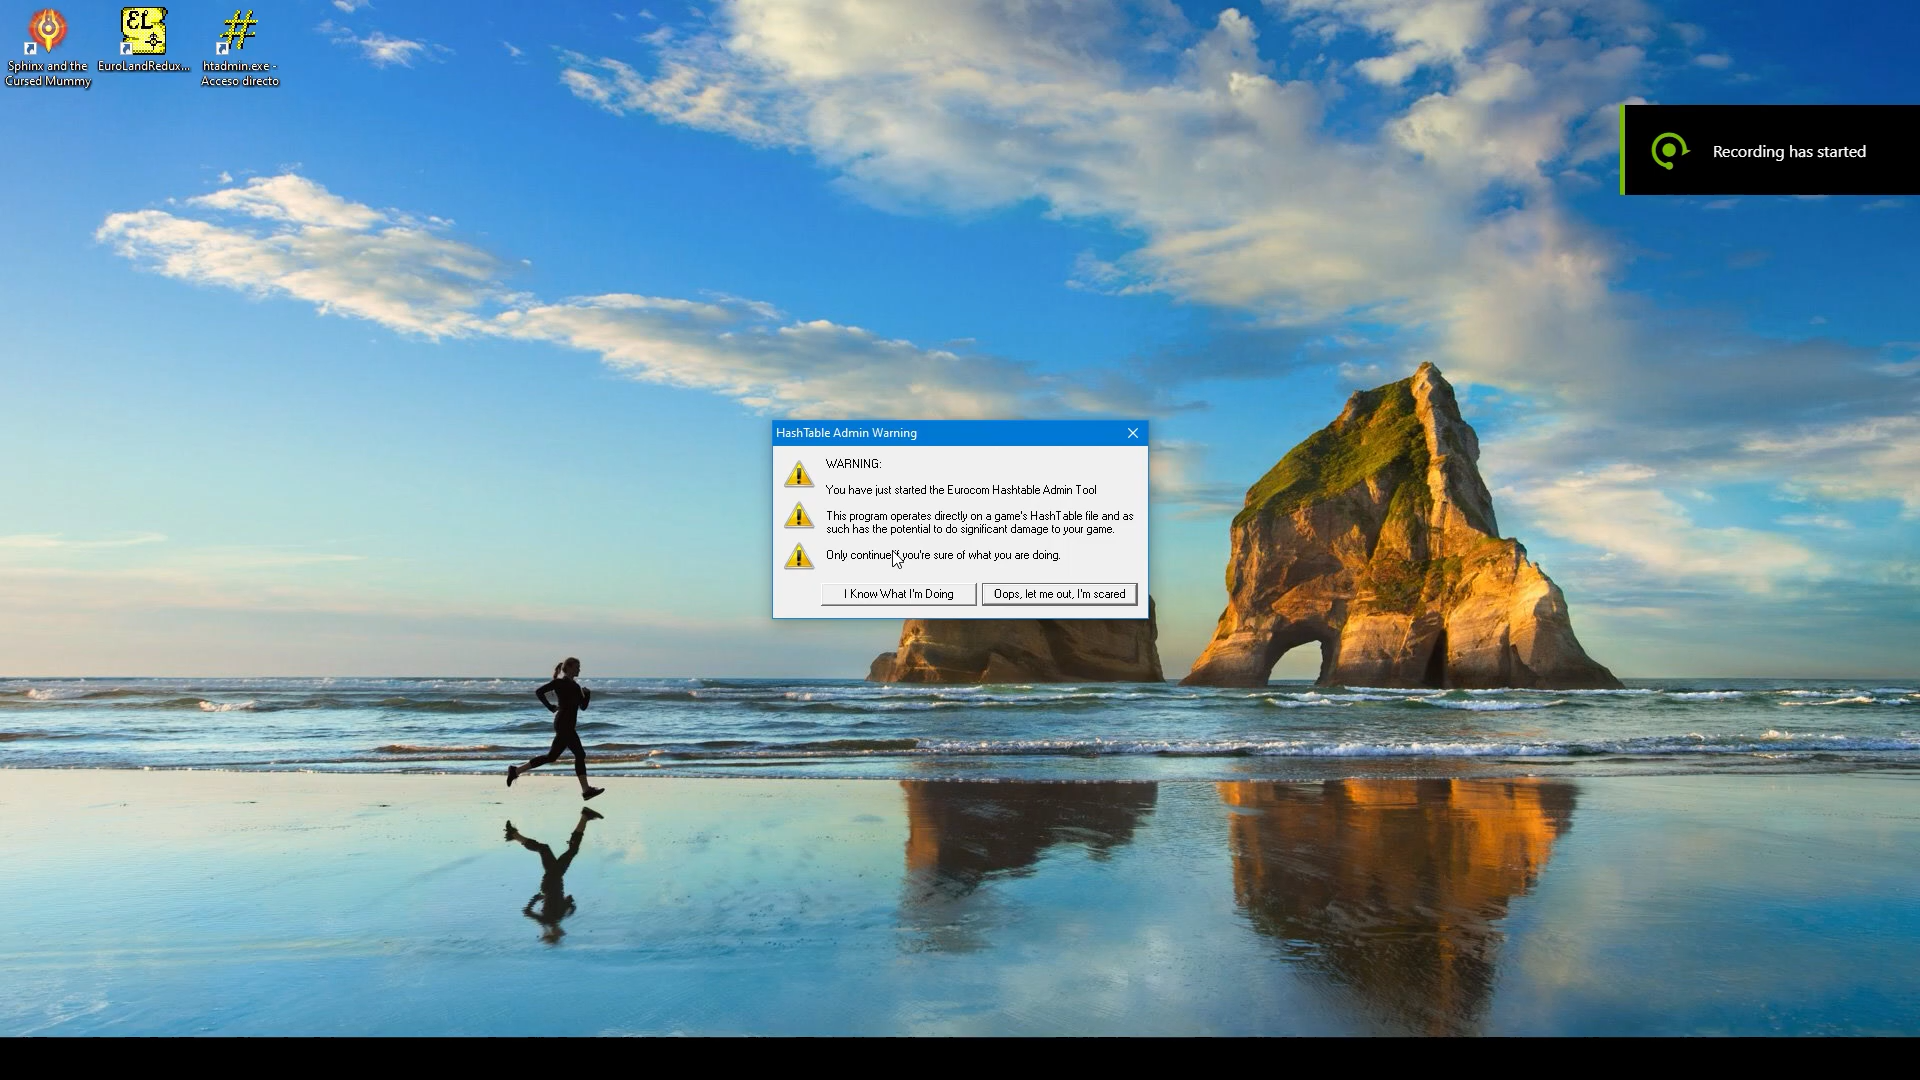 Sphinx and the
Cursed Mummy
EuroLandRedux...
htadmin.exe -
Acceso directo
Recording has started
HashTable Admin Warning
WARNING:
You have just started the Eurocom Hashtable Admin Tool
This program operates directly on a game's HashTable file and as
such has the potential to do significant damage to your game.
Only continue if you're sure of what you are doing.
I Know What I'm Doing
Oops, let me out, I'm scared